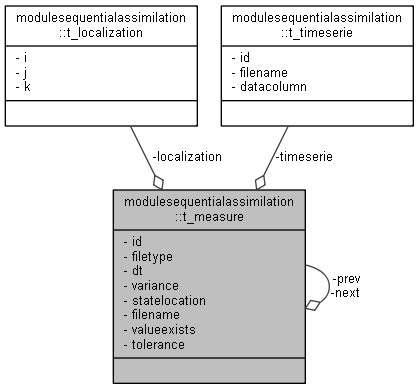 modulesequentialassimilation
::t_localization
- i
- j
- k
modulesequentialassimilation
::t_timeserie
- id
- filename
- datacolumn
-localization
-timeserie
modulesequentialassimilation
::t_measure
- id
- filetype
- dt
- variance
- statelocation
- filename
- valueexists
- tolerance
-prev
-next